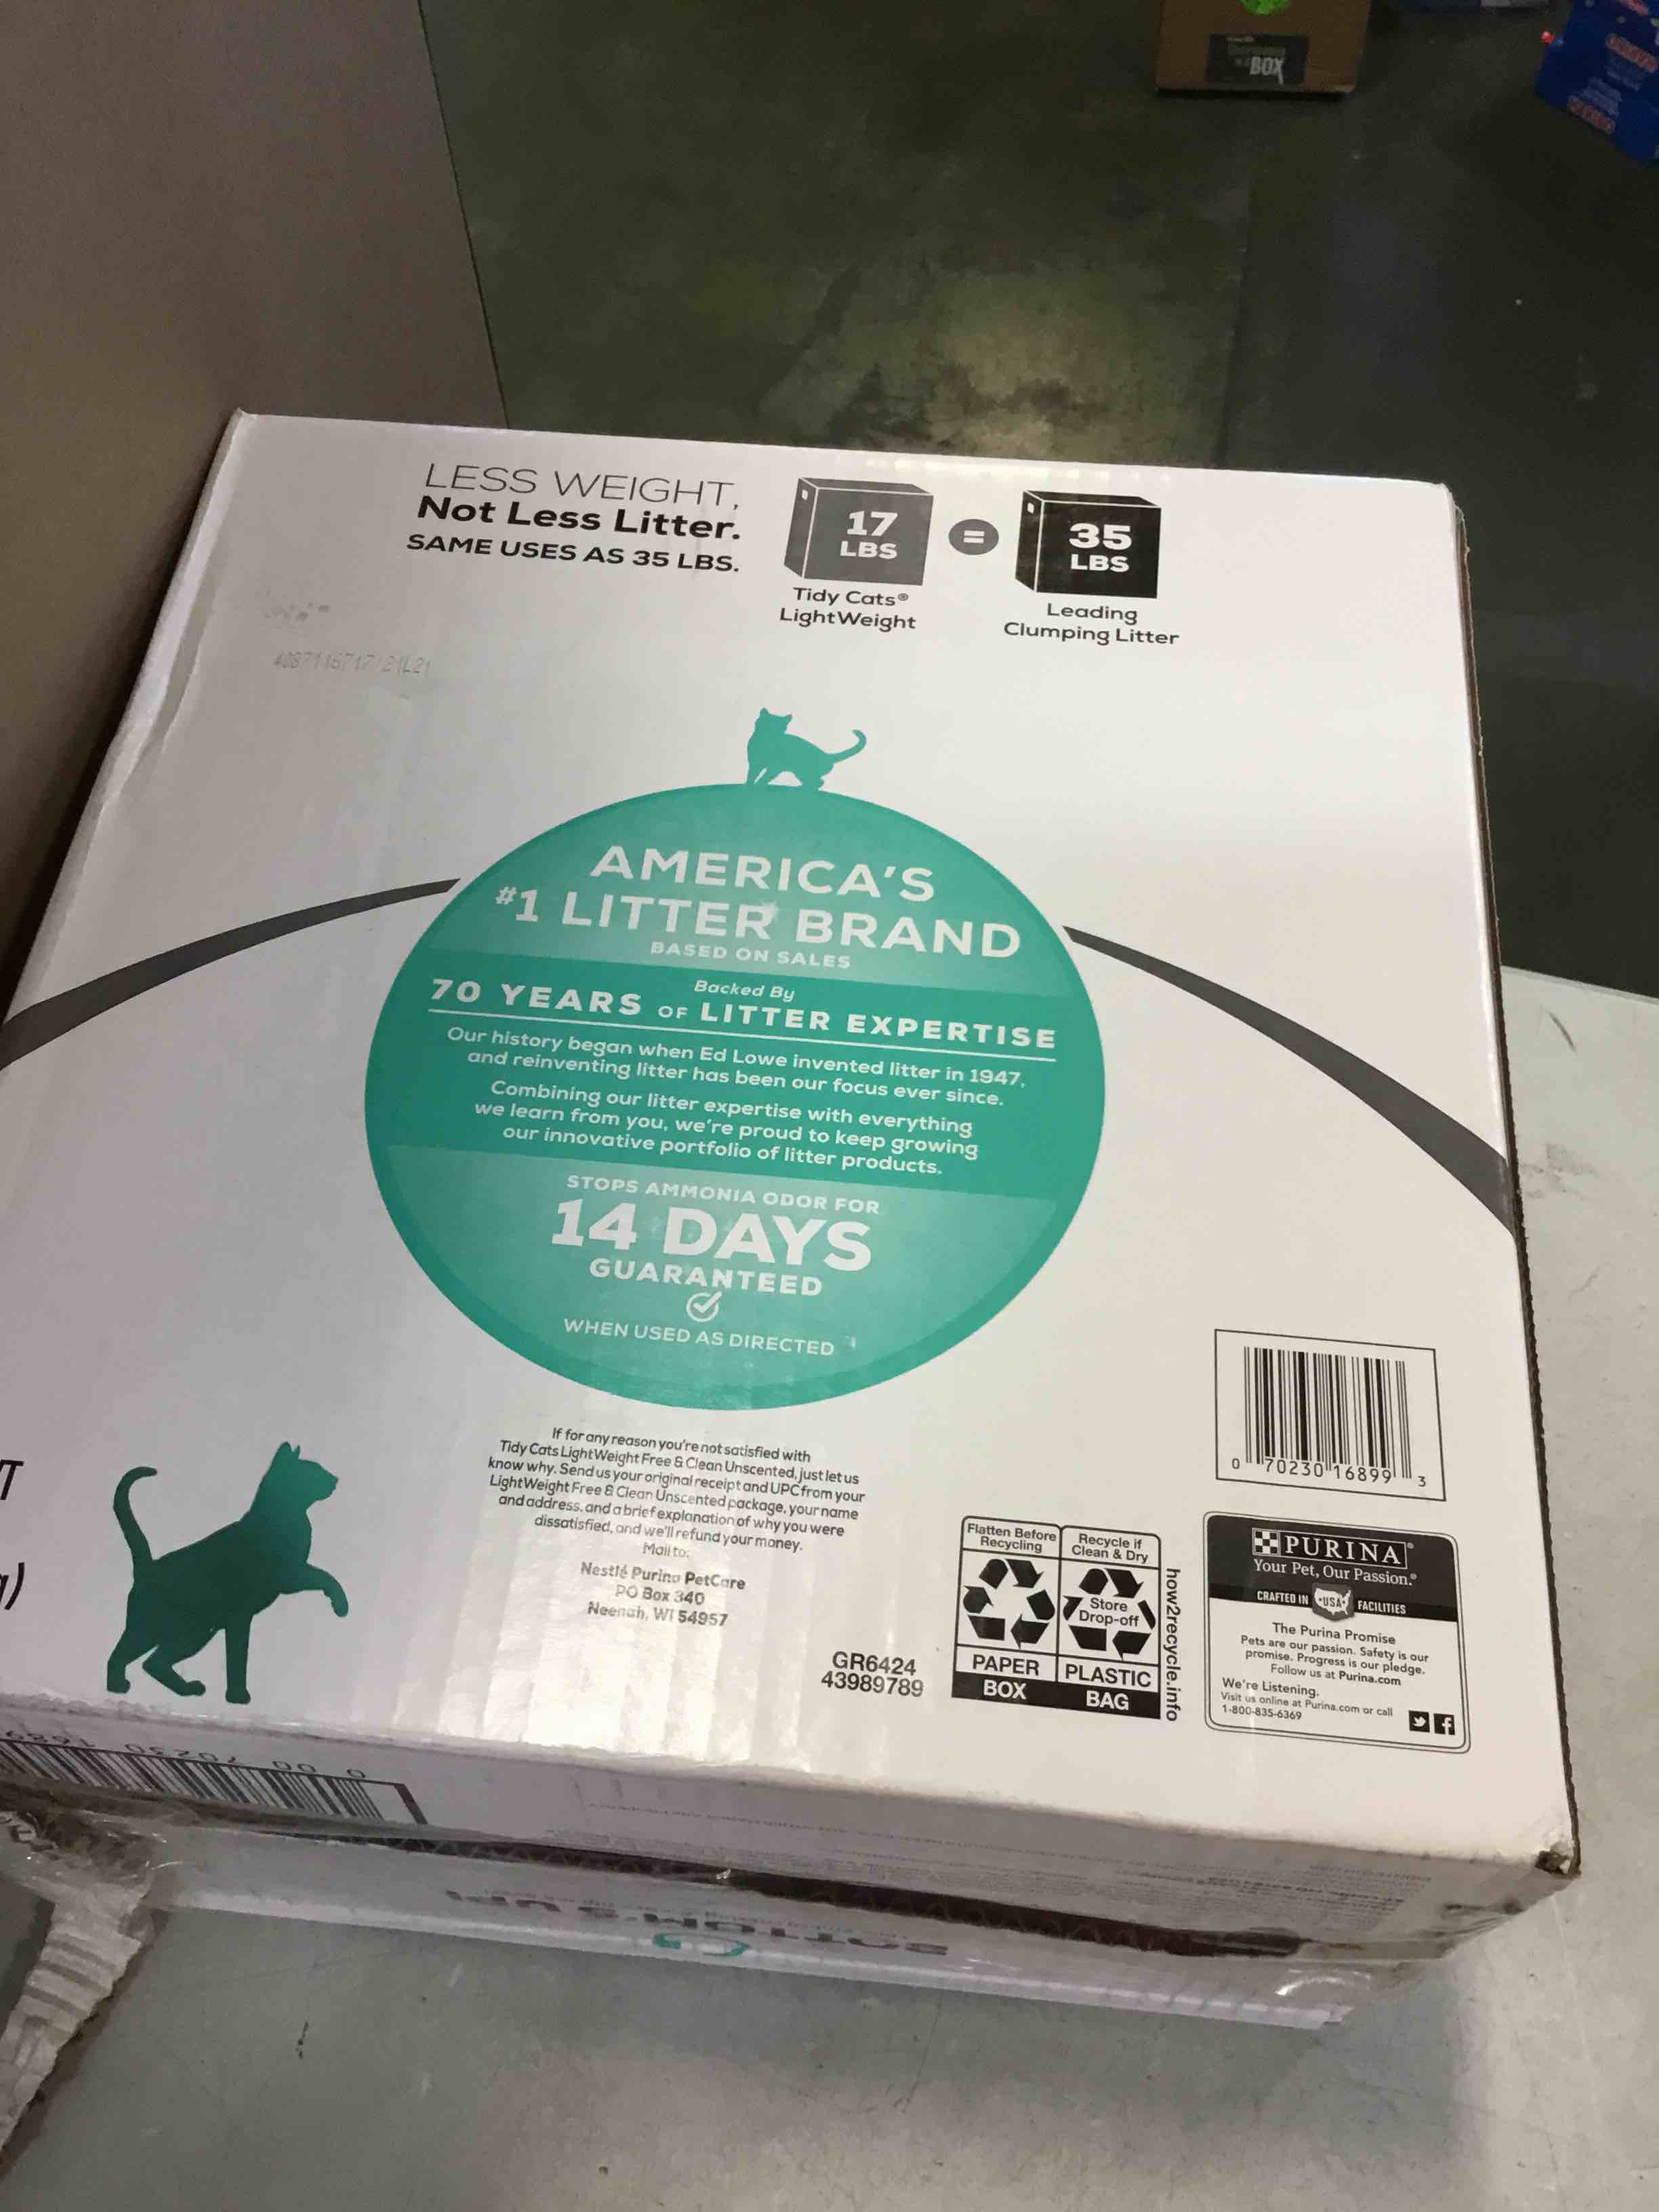 BOX
LESS WEIGHT,
Not Less Litter.
SAME USES AS 35 LBS.
17
LBS
Tidy Cats®
LightWeight
=
35
LBS
Leading
Clumping Litter
AMERICA'S
#1 LITTER BRAND
BASED ON SALES
Backed By
70 YEARS OF LITTER EXPERTISE
Our history began when Ed Lowe invented litter in 1947,
and reinventing litter has been our focus ever since.
Combining our litter expertise with everything
we learn from you, we're proud to keep growing
our innovative portfolio of litter products.
STOPS AMMONIA ODOR FOR
14 DAYS
GUARANTEED
WHEN USED AS DIRECTED
If for any reason you're not satisfied with
Tidy Cats LightWeight Free & Clean Unscented, just let us
know why. Send us your original receipt and UPC from your
LightWeight Free & Clean Unscented package, your name
and address, and a brief explanation of why you were
dissatisfied, and we'll refund your money.
Mail to:
Nestlé Purina PetCare
PO Box 340
Neenah, WI 54957
GR6424
43989789
Flatten Before
Recycling
PAPER
BOX
Recycle if
Clean & Dry
Store
Drop-off
PLASTIC
BAG
how2recycle.info
0 70230 16899 3
PURINA®
Your Pet, Our Passion.®
CRAFTED IN USA FACILITIES
The Purina Promise
Pets are our passion. Safety is our
promise. Progress is our pledge.
Follow us at Purina.com
We're Listening.
Visit us online at Purina.com or call
1-800-835-6369
0 00 70230 1689